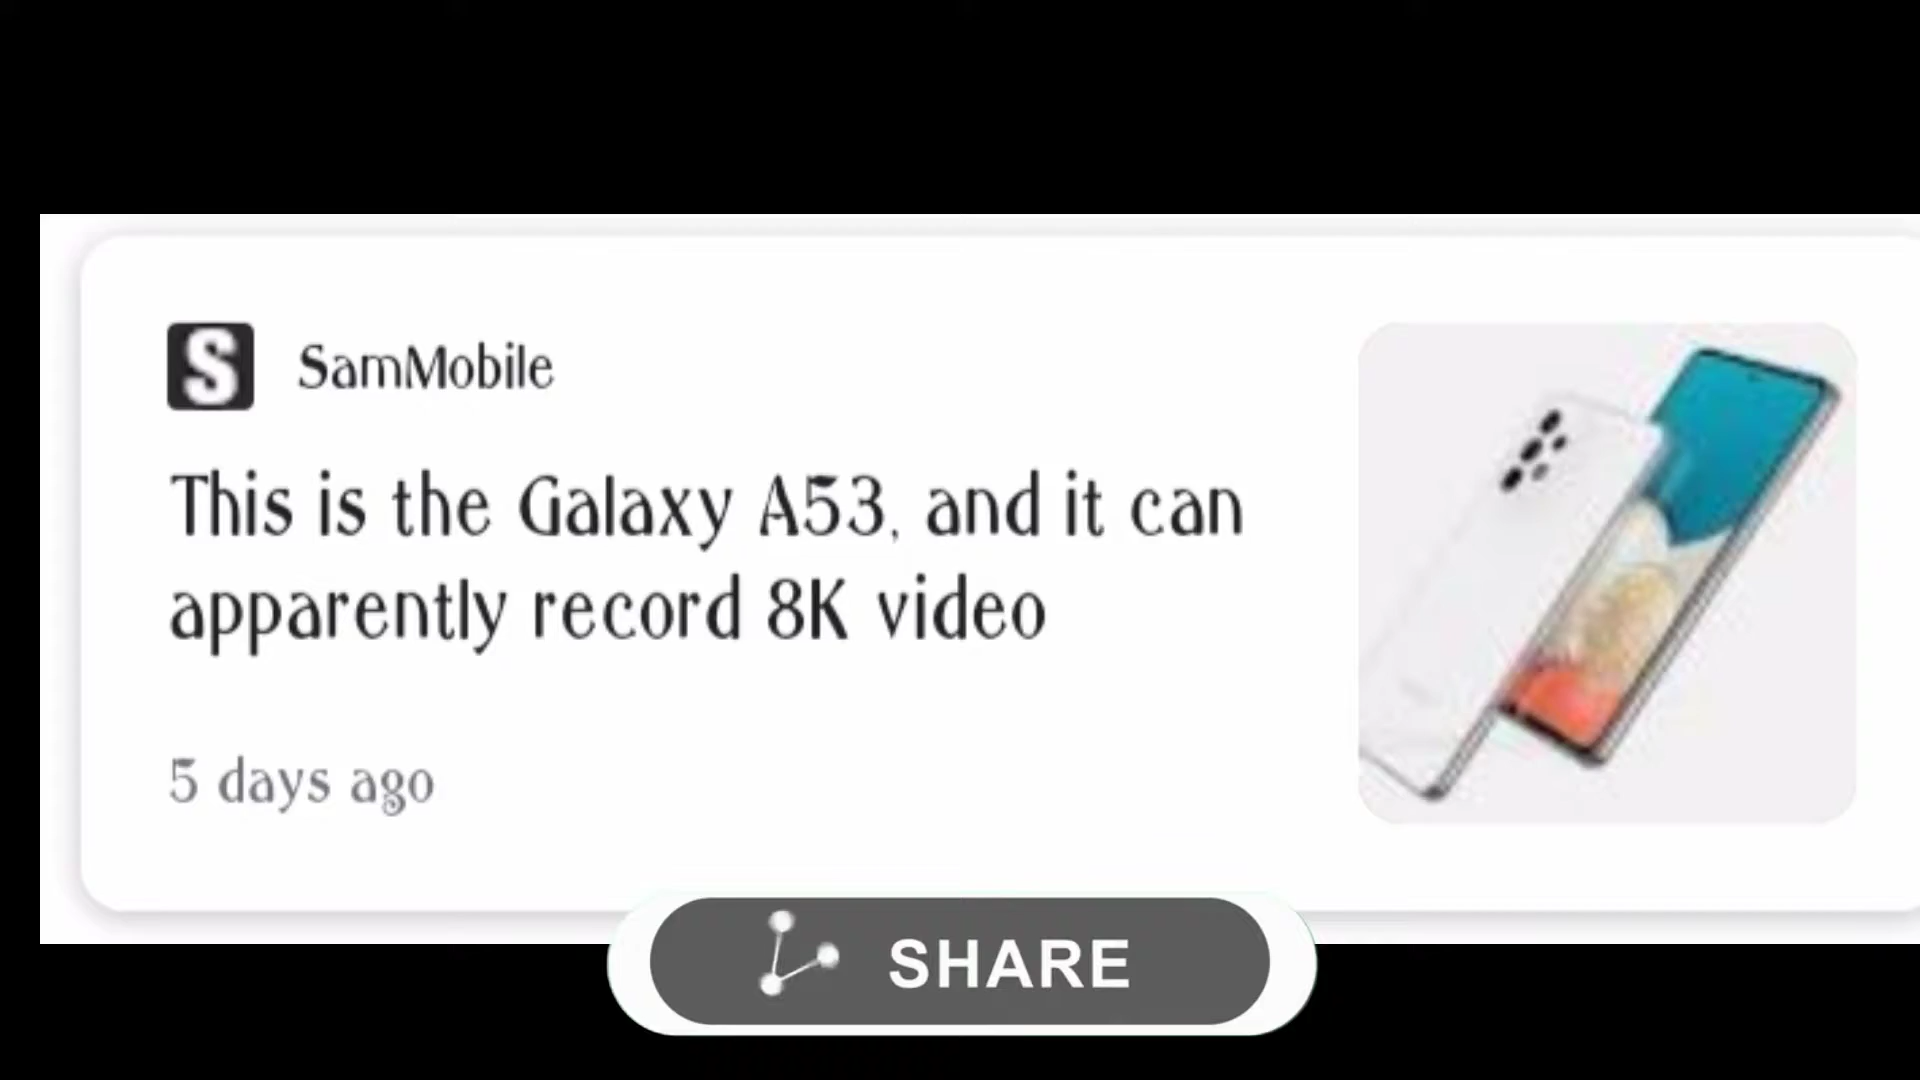 S SamMobile
This is the Galaxy A53, and it can
apparently record 8K video
5 days ago
SHARE